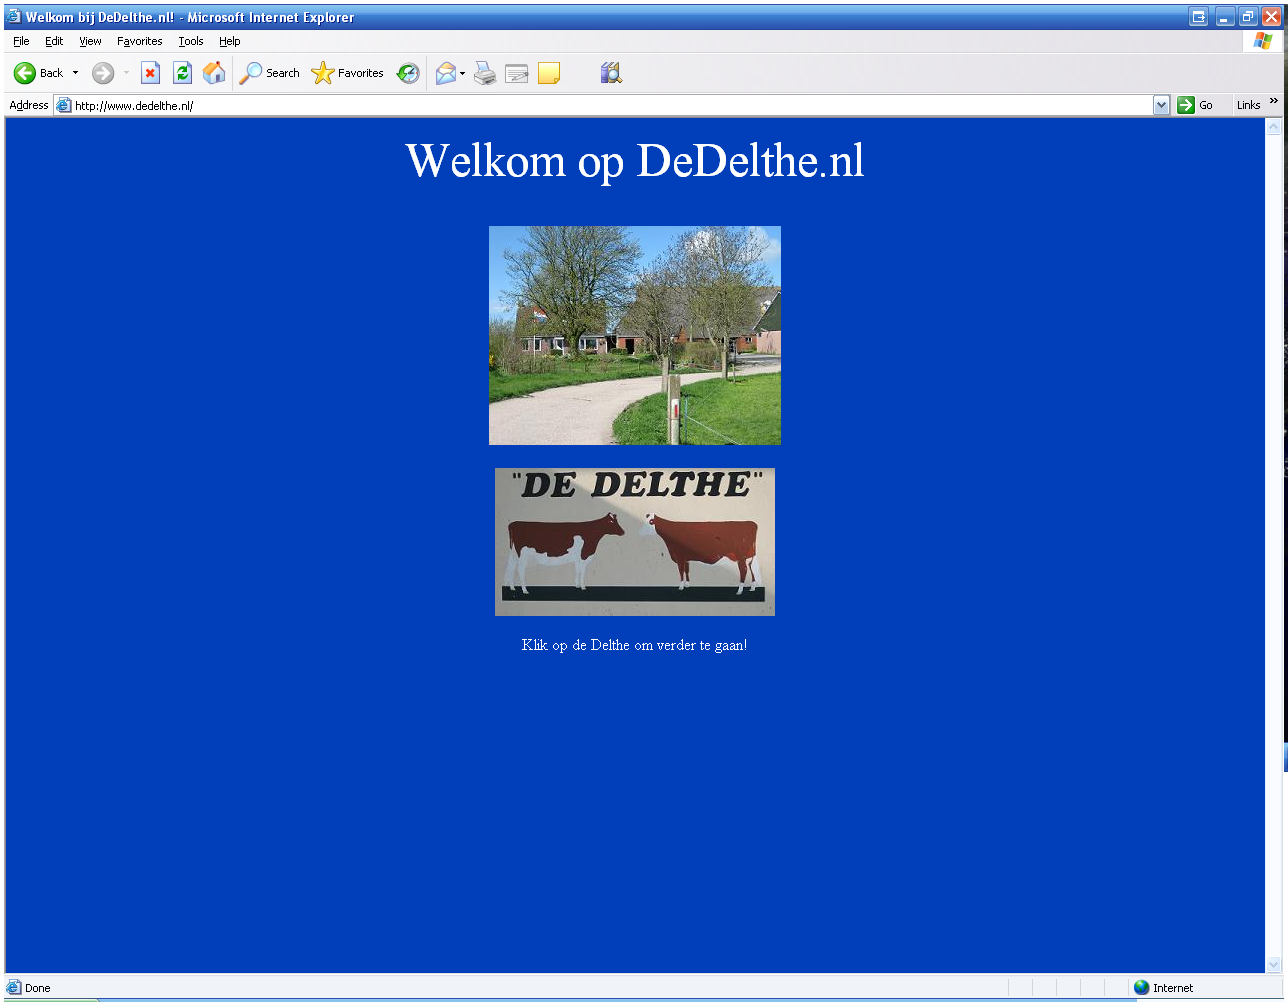 Welkom bij DeDelthe.nl! - Microsoft Internet Explorer
File Edit View Favorites Tools Help
Back Search Favorites
Address http://www.dedelthe.nl/ Go Links »
Welkom op DeDelthe.nl
"DE DELTHE"
Klik op de Delthe om verder te gaan!
Done Internet